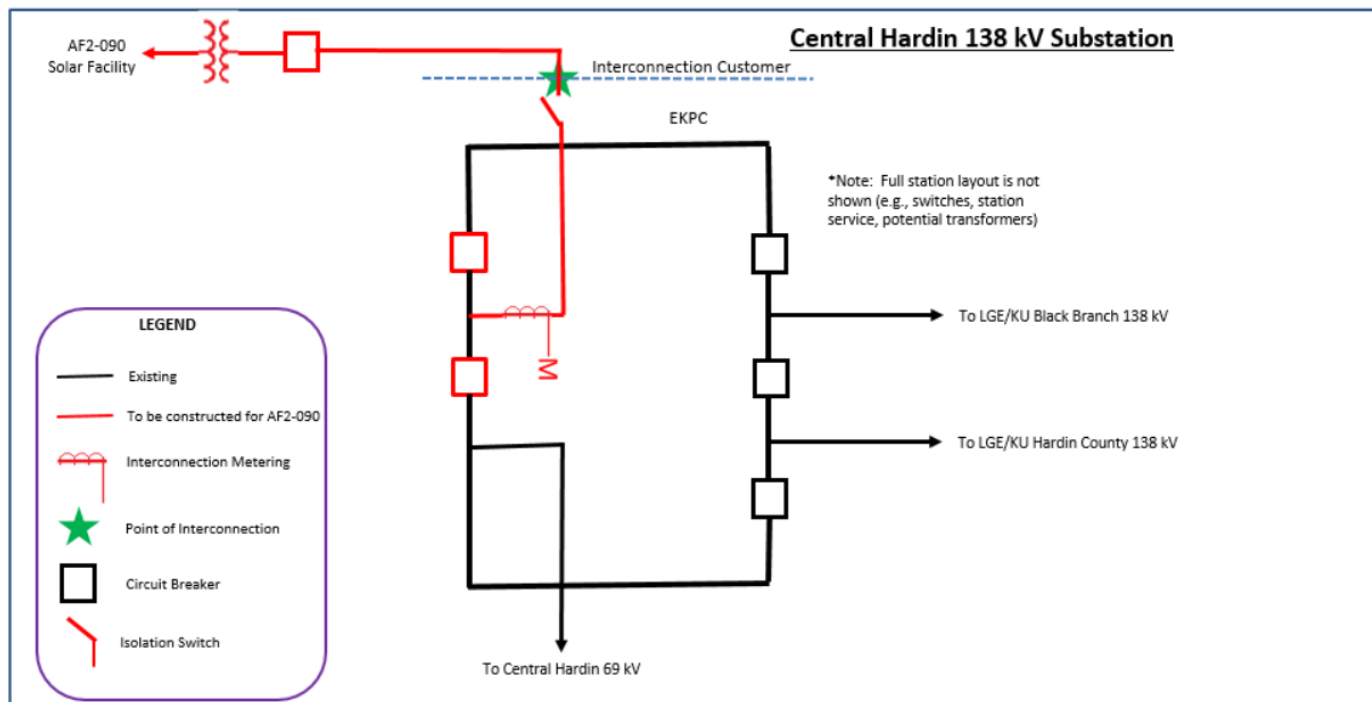 Central Hardin 138 kV Substation
AF2-090
Solar Facility
Interconnection Customer
EKPC
*Note: Full station layout is not
shown (e.g., switches, station
service, potential transformers)
To LGE/KU Black Branch 138 kV
M
To LGE/KU Hardin County 138 kV
To Central Hardin 69 kV
LEGEND
Existing
To be constructed for AF2-090
Interconnection Metering
Point of Interconnection
Circuit Breaker
Isolation Switch